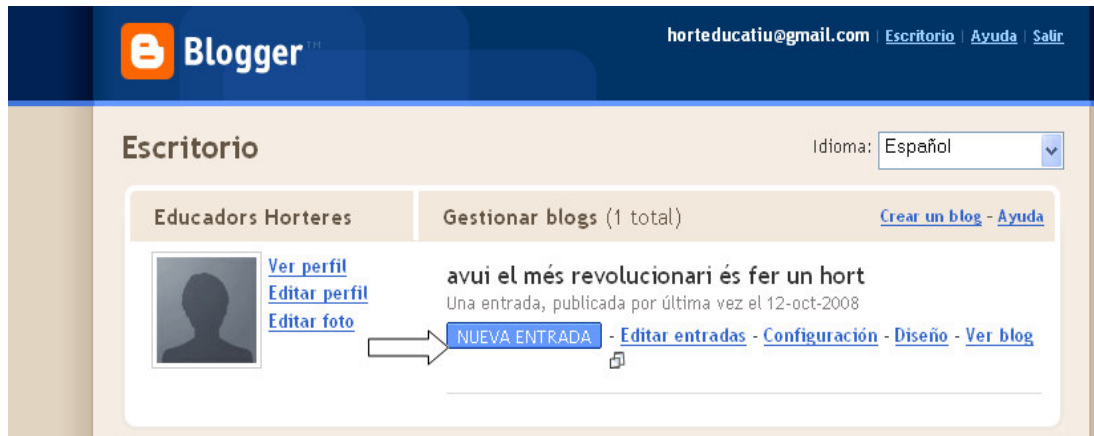 Blogger™
horteducatiu@gmail.com | Escritorio | Ayuda | Salir
Escritorio
Idioma: Español
Educadors Horteres
Gestionar blogs (1 total)
Crear un blog - Ayuda
Ver perfil
Editar perfil
Editar foto
avui el més revolucionari és fer un hort
Una entrada, publicada por última vez el 12-oct-2008
NUEVA ENTRADA - Editar entradas - Configuración - Diseño - Ver blog